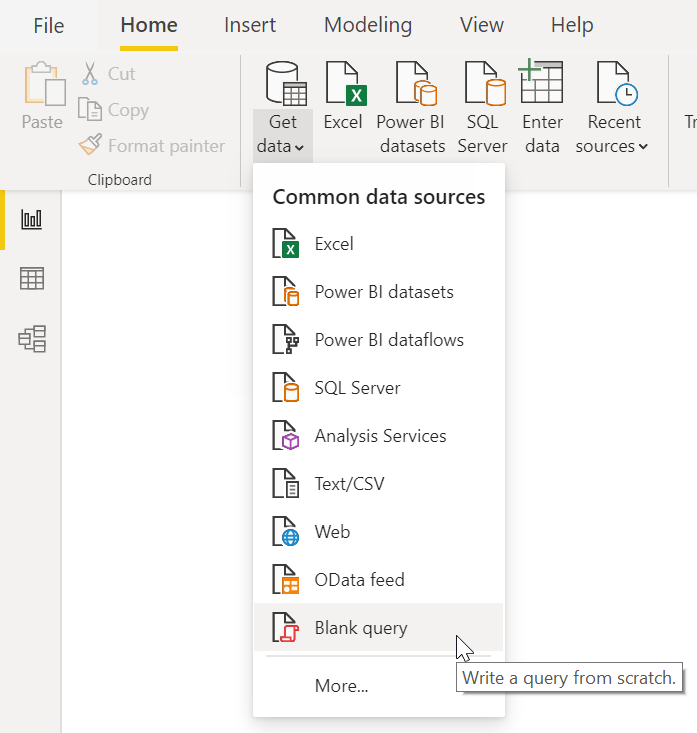 File Home Insert Modeling View Help
Paste
Cut
Copy
Format painter
Clipboard
Get
data
Excel
Power BI
datasets
SQL
Server
Enter
data
Recent
sources
Common data sources
Excel
Power BI datasets
Power BI dataflows
SQL Server
Analysis Services
Text/CSV
Web
OData feed
Blank query
Write a query from scratch.
More...